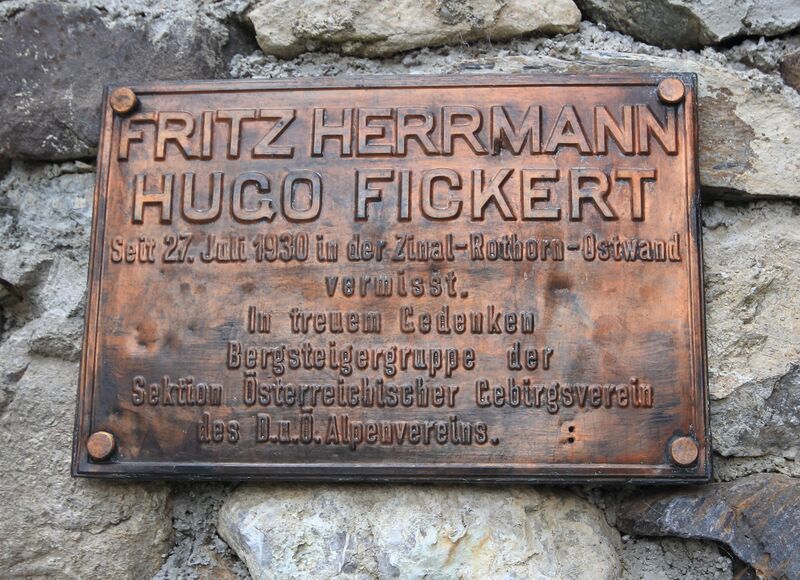 FRITZ HERRMANN
HUGO FICKERT
Seit 27. Juli 1930 in der Zinal-Rothorn-Ostwand
vermisst.
In treuem Gedenken
Bergsteigergruppe der
Sektion Österreichischer Gebirgsverein
des D.u.Ö. Alpenvereins. :